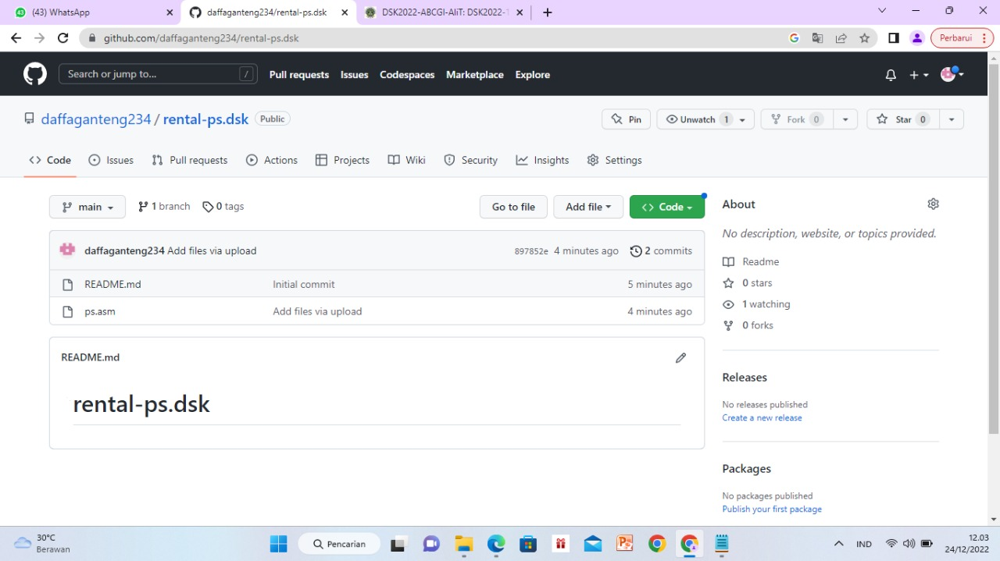 (43) WhatsApp
daffaganteng234/rental-ps.dsk
DSK2022-ABCGI-AliT: DSK2022-T
github.com/daffaganteng234/rental-ps.dsk
Perbarui
Search or jump to...
/
Pull requests
Issues
Codespaces
Marketplace
Explore
daffaganteng234 / rental-ps.dsk
Public
Pin
Unwatch 1
Fork 0
Star 0
Code
Issues
Pull requests
Actions
Projects
Wiki
Security
Insights
Settings
main
1 branch
0 tags
Go to file
Add file
Code
daffaganteng234 Add files via upload
897852e 4 minutes ago
2 commits
README.md
Initial commit
5 minutes ago
ps.asm
Add files via upload
4 minutes ago
README.md
rental-ps.dsk
About
No description, website, or topics provided.
Readme
0 stars
1 watching
0 forks
Releases
No releases published
Create a new release
Packages
No packages published
Publish your first package
30°C
Berawan
Pencarian
IND
12.03
24/12/2022